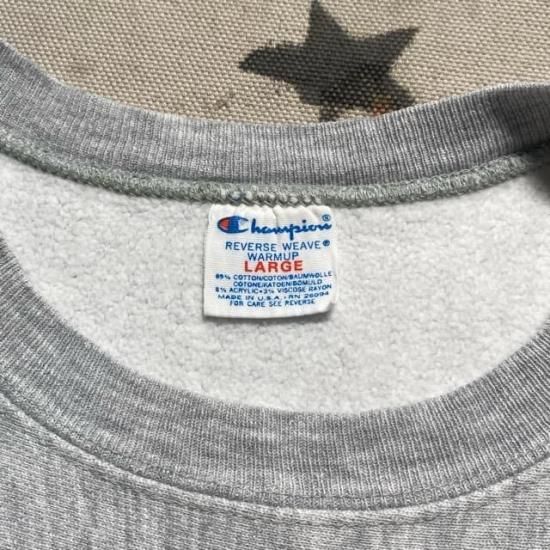 Champion®
REVERSE WEAVE®
WARMUP
LARGE
89% COTTON/COTON/BAUMWOLLE
COTONE/KATOEN/BOMULD
8% ACRYLIC•3% VISCOSE RAYON
MADE IN U.S.A. • RN 26094
FOR CARE SEE REVERSE